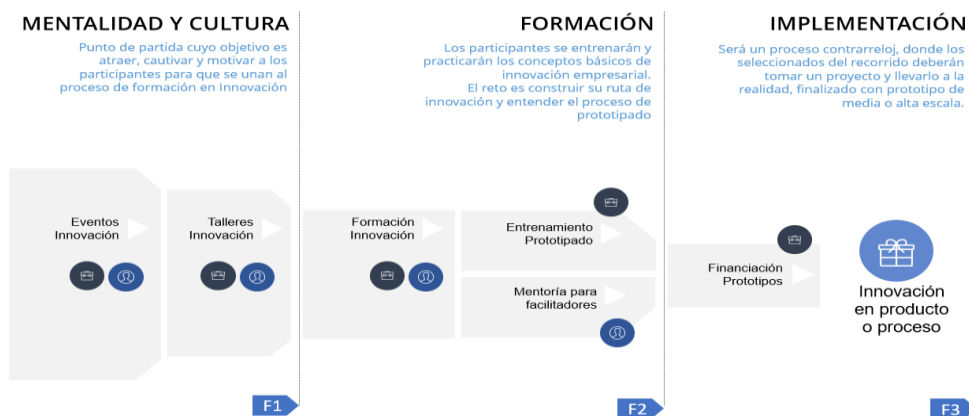 MENTALIDAD Y CULTURA
Punto de partida cuyo objetivo es
atraer, cautivar y motivar a los
participantes para que se unan al
proceso de formación en Innovación
Eventos
Innovación
Talleres
Innovación
F1
FORMACIÓN
Los participantes se entrenarán y
practicarán los conceptos básicos de
innovación empresarial.
El reto es construir su ruta de
innovación y entender el proceso de
prototipado
Formación
Innovación
Entrenamiento
Prototipado
Mentoría para
facilitadores
F2
IMPLEMENTACIÓN
Será un proceso contrarreloj, donde los
seleccionados del recorrido deberán
tomar un proyecto y llevarlo a la
realidad, finalizado con prototipo de
media o alta escala.
Financiación
Prototipos
Innovación
en producto
o proceso
F3